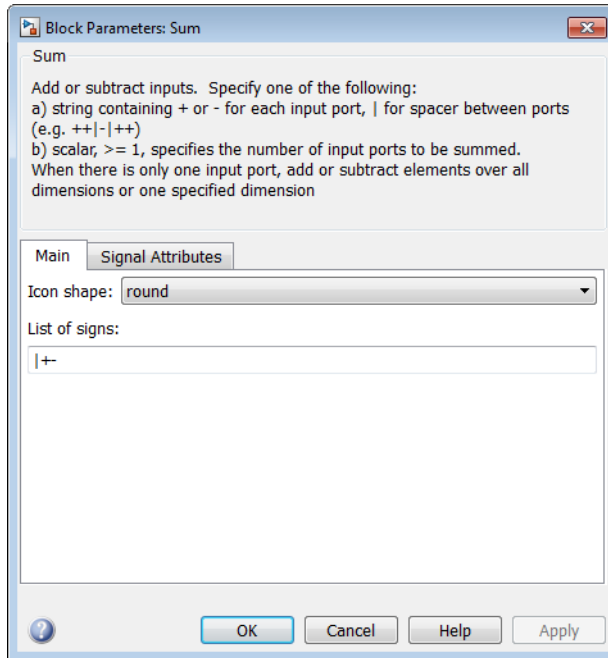 Block Parameters: Sum
Sum
Add or subtract inputs.  Specify one of the following:
a) string containing + or - for each input port, | for spacer between ports
(e.g. ++|-|++)
b) scalar, >= 1, specifies the number of input ports to be summed.
When there is only one input port, add or subtract elements over all
dimensions or one specified dimension
Main Signal Attributes
Icon shape: round
List of signs:
|+-
? OK Cancel Help Apply